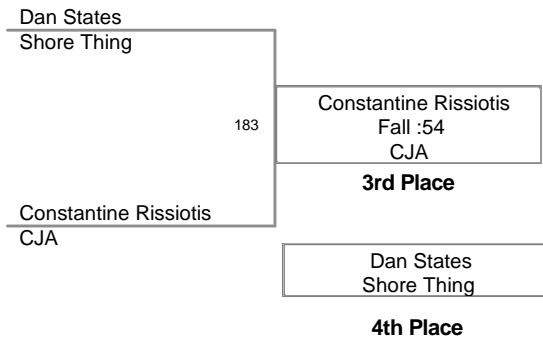 Dan States
Shore Thing
183
Constantine Rissiotis
Fall :54
CJA
3rd Place
Constantine Rissiotis
CJA
Dan States
Shore Thing
4th Place